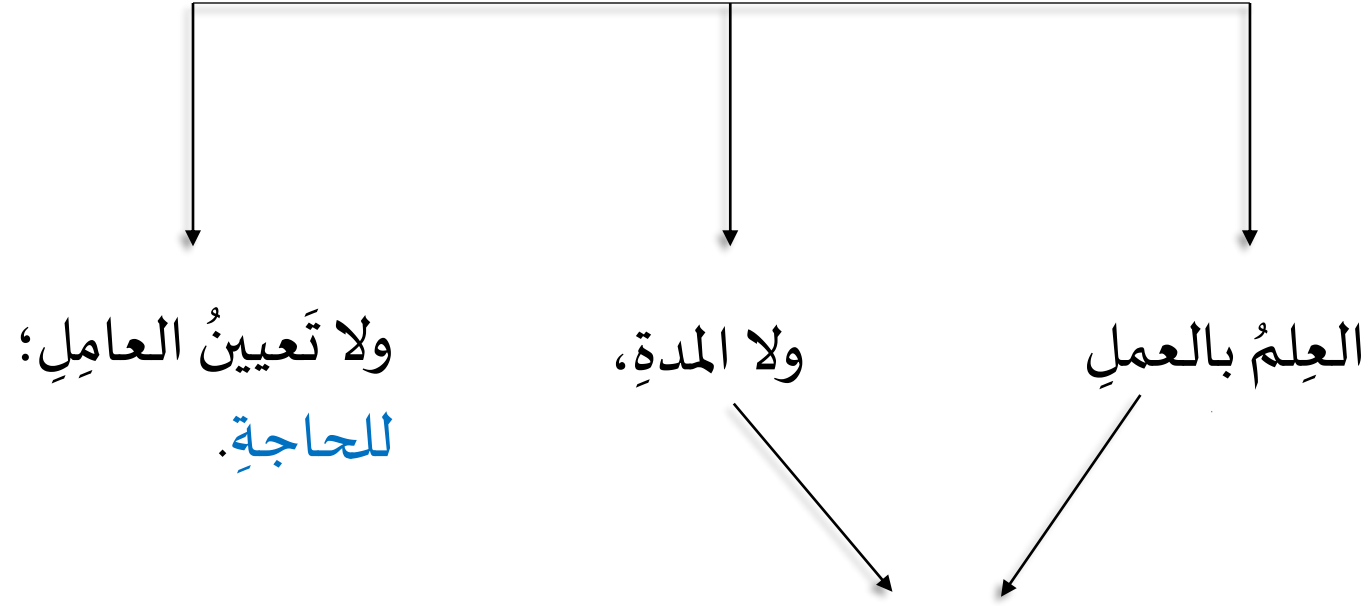 العِلمُ بالعملِ
ولا المدةِ،
ولا تَعيينُ العامِلِ؛
للحاجةِ.